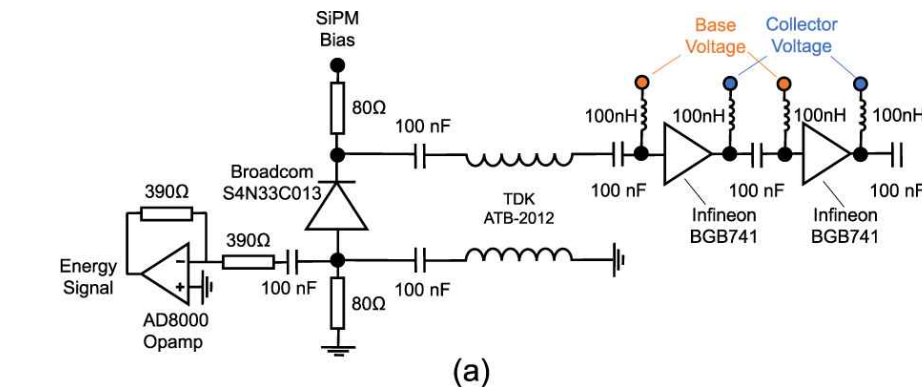 SiPM
Bias
80Ω
100 nF
Base
Voltage
Collector
Voltage
100nH
100nH
100nH
100nH
Broadcom
S4N33C013
TDK
ATB-2012
100 nF
100 nF
100 nF
Infineon
BGB741
Infineon
BGB741
390Ω
390Ω
Energy
Signal
-
+
100 nF
100 nF
80Ω
AD8000
Opamp
(a)